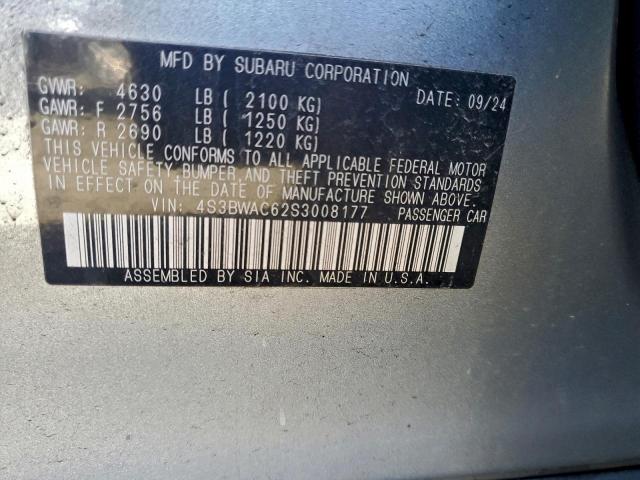 MFD BY SUBARU CORPORATION
GVWR: 4630 LB ( 2100 KG) DATE: 09/24
GAWR: F 2756 LB ( 1250 KG)
GAWR: R 2690 LB ( 1220 KG)
THIS VEHICLE CONFORMS TO ALL APPLICABLE FEDERAL MOTOR
VEHICLE SAFETY, BUMPER, AND THEFT PREVENTION STANDARDS
IN EFFECT ON THE DATE OF MANUFACTURE SHOWN ABOVE.
VIN: 4S3BWAC62S3008177 PASSENGER CAR
ASSEMBLED BY SIA INC. MADE IN U.S.A.